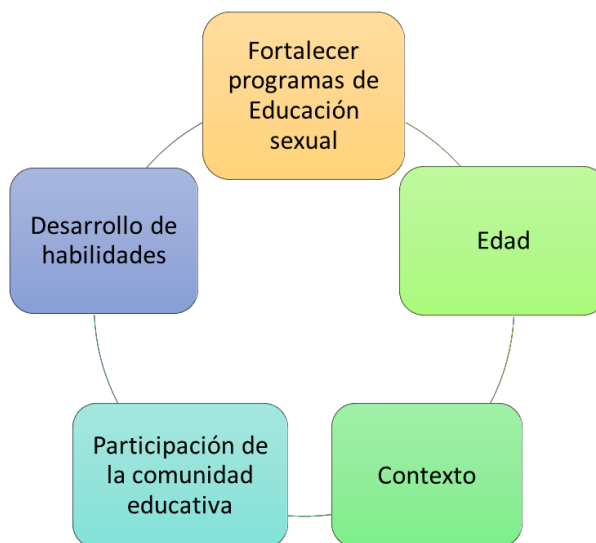 Fortalecer
programas de
Educación
sexual
Edad
Contexto
Participación de
la comunidad
educativa
Desarrollo de
habilidades